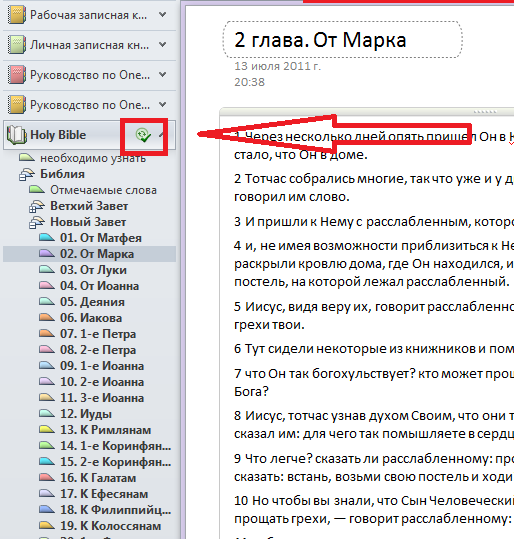 Рабочая записная к...
Личная записная кн...
Руководство по One...
Руководство по One...
Holy Bible
необходимо узнать
Библия
Отмечаемые слова
Ветхий Завет
Новый Завет
01. От Матфея
02. От Марка
03. От Луки
04. От Иоанна
05. Деяния
06. Иакова
07. 1-е Петра
08. 2-е Петра
09. 1-е Иоанна
10. 2-е Иоанна
11. 3-е Иоанна
12. Иуды
13. К Римлянам
14. 1-е Коринфян...
15. 2-е Коринфян...
16. К Галатам
17. К Ефесянам
18. К Филиппийц...
19. К Колоссянам
2 глава. От Марка
13 июля 2011 г.
20:38
1 Через несколько дней опять пришел Он в
стало, что Он в доме.
2 Тотчас собрались многие, так что уже и у д
говорил им слово.
3 И пришли к Нему с расслабленным, которо
4 и, не имея возможности приблизиться к Не
раскрыли кровлю дома, где Он находился, и
постель, на которой лежал расслабленный.
5 Иисус, видя веру их, говорит расслабленно
грехи твои.
6 Тут сидели некоторые из книжников и пом
7 что Он так богохульствует? кто может прощ
Бога?
8 Иисус, тотчас узнав духом Своим, что они т
сказал им: для чего так помышляете в сердц
9 Что легче? сказать ли расслабленному: про
сказать: встань, возьми свою постель и ходи
10 Но чтобы вы знали, что Сын Человечески
прощать грехи, — говорит расслабленному: